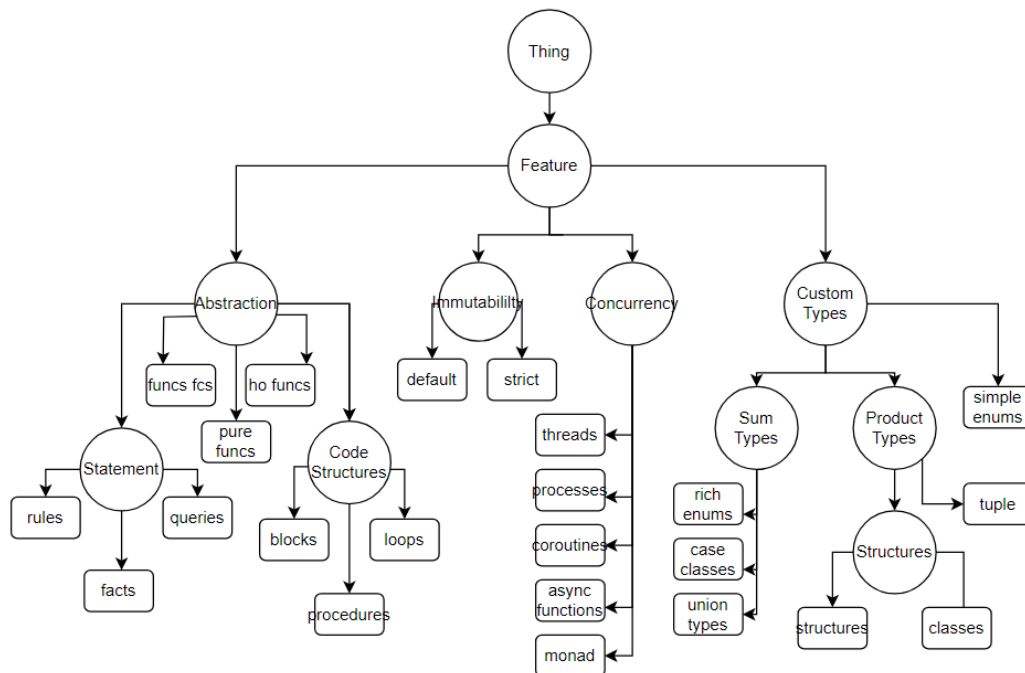 Thing
Feature
Abstraction
Immutabililty
Concurrency
Custom
Types
funcs fcs
ho funcs
default
strict
simple
enums
pure
funcs
threads
Sum
Types
Product
Types
Statement
Code
Structures
processes
rich
enums
tuple
rules
queries
blocks
loops
coroutines
case
classes
Structures
facts
procedures
async
functions
union
types
structures
classes
monad